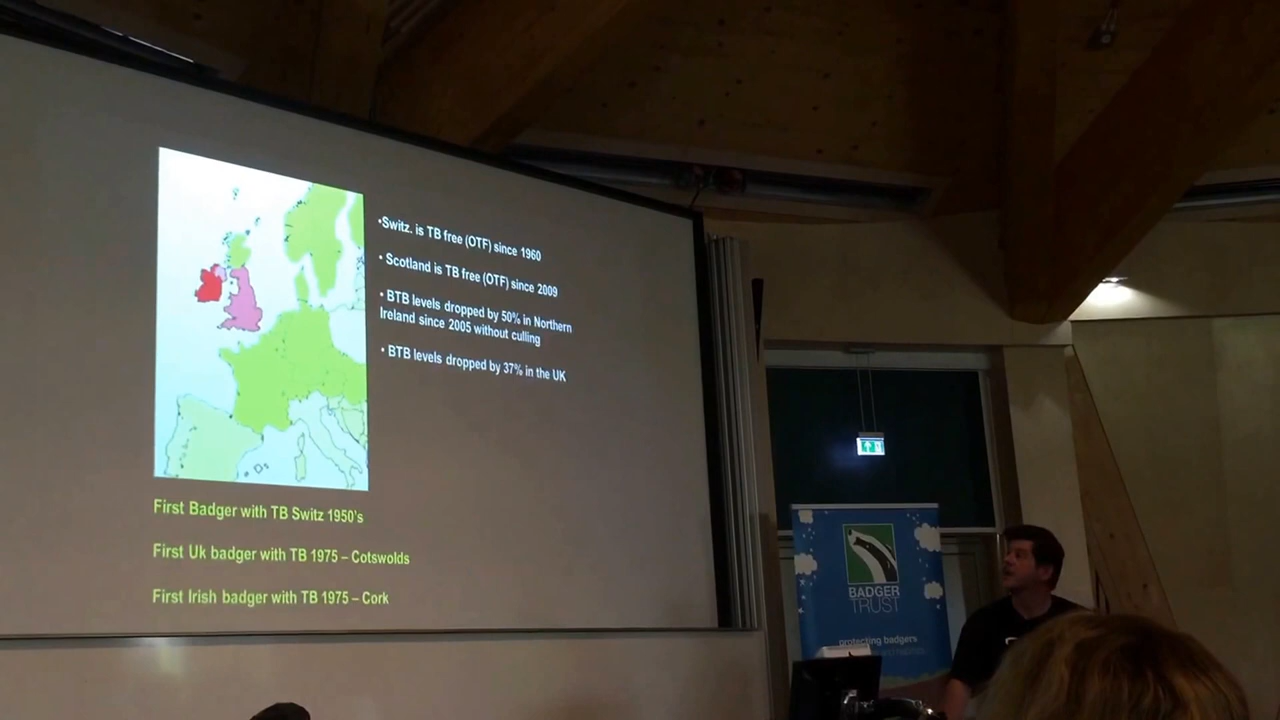 •Switz. is TB free (OTF) since 1960
• Scotland is TB free (OTF) since 2009
• BTB levels dropped by 50% in Northern
Ireland since 2005 without culling
• BTB levels dropped by 37% in the UK
First Badger with TB Switz 1950's
First Uk badger with TB 1975 – Cotswolds
First Irish badger with TB 1975 – Cork
BADGER
TRUST
protecting badgers